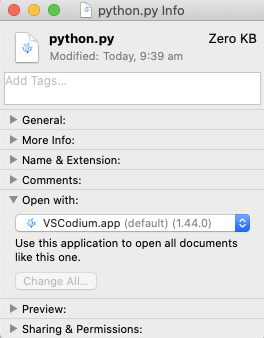 python.py Info
python.py Zero KB
Modified: Today, 9:39 am
Add Tags...
General:
More Info:
Name & Extension:
Comments:
Open with:
VSCodium.app (default) (1.44.0)
Use this application to open all documents
like this one.
Change All...
Preview:
Sharing & Permissions: